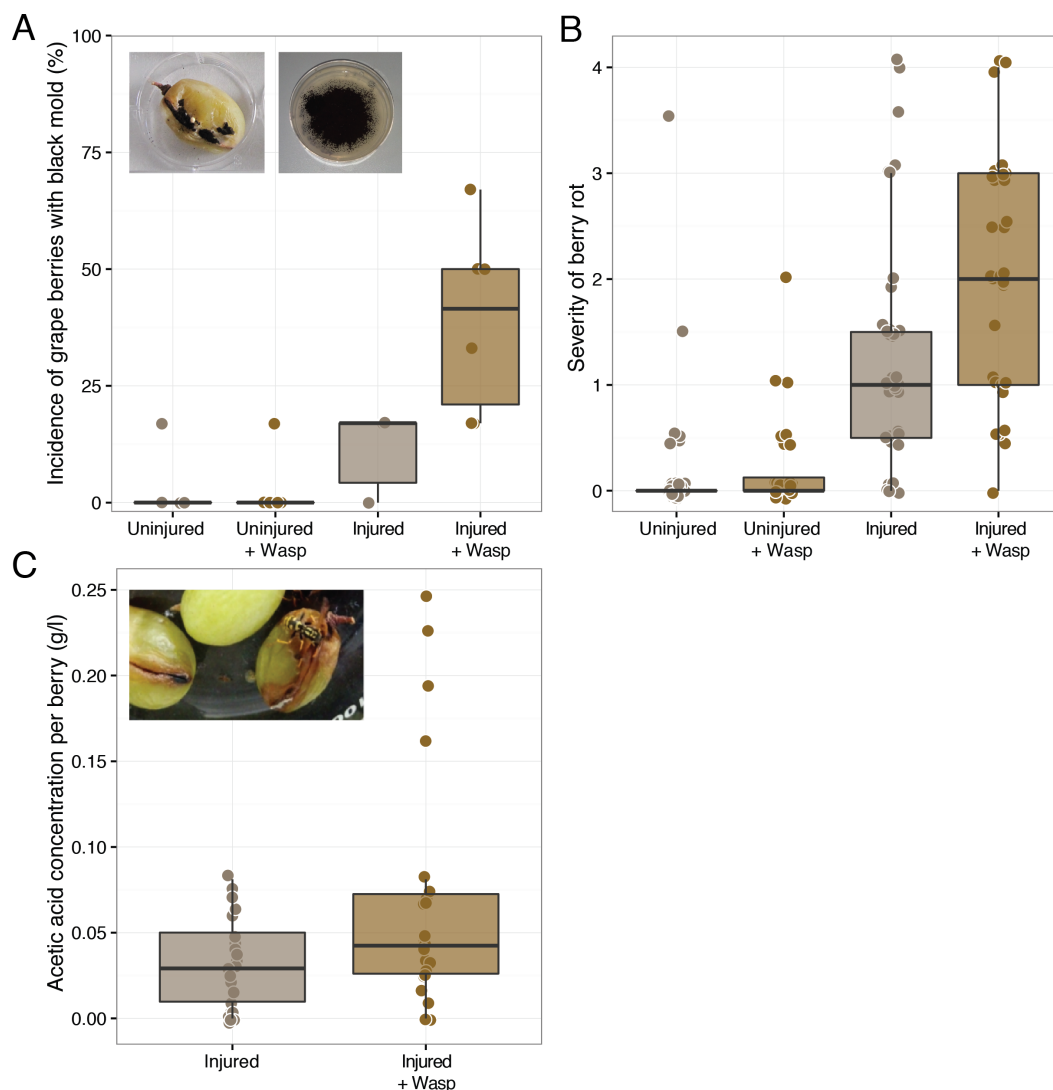 A
Incidence of grape berries with black mold (%)
100
75
50
25
0
Uninjured
Uninjured
+ Wasp
Injured
Injured
+ Wasp
B
Severity of berry rot
4
3
2
1
0
Uninjured
Uninjured
+ Wasp
Injured
Injured
+ Wasp
C
Acetic acid concentration per berry (g/l)
0.25
0.20
0.15
0.10
0.05
0.00
Injured
Injured
+ Wasp